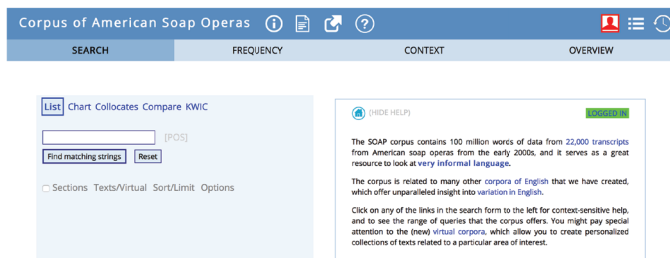 Corpus of American Soap Operas
SEARCH FREQUENCY CONTEXT OVERVIEW
List Chart Collocates Compare KWIC
[POS]
Find matching strings Reset
Sections Texts/Virtual Sort/Limit Options
(HIDE HELP) LOGGED IN
The SOAP corpus contains 100 million words of data from 22,000 transcripts
from American soap operas from the early 2000s, and it serves as a great
resource to look at very informal language.
The corpus is related to many other corpora of English that we have created,
which offer unparalleled insight into variation in English.
Click on any of the links in the search form to the left for context-sensitive help,
and to see the range of queries that the corpus offers. You might pay special
attention to the (new) virtual corpora, which allow you to create personalized
collections of texts related to a particular area of interest.